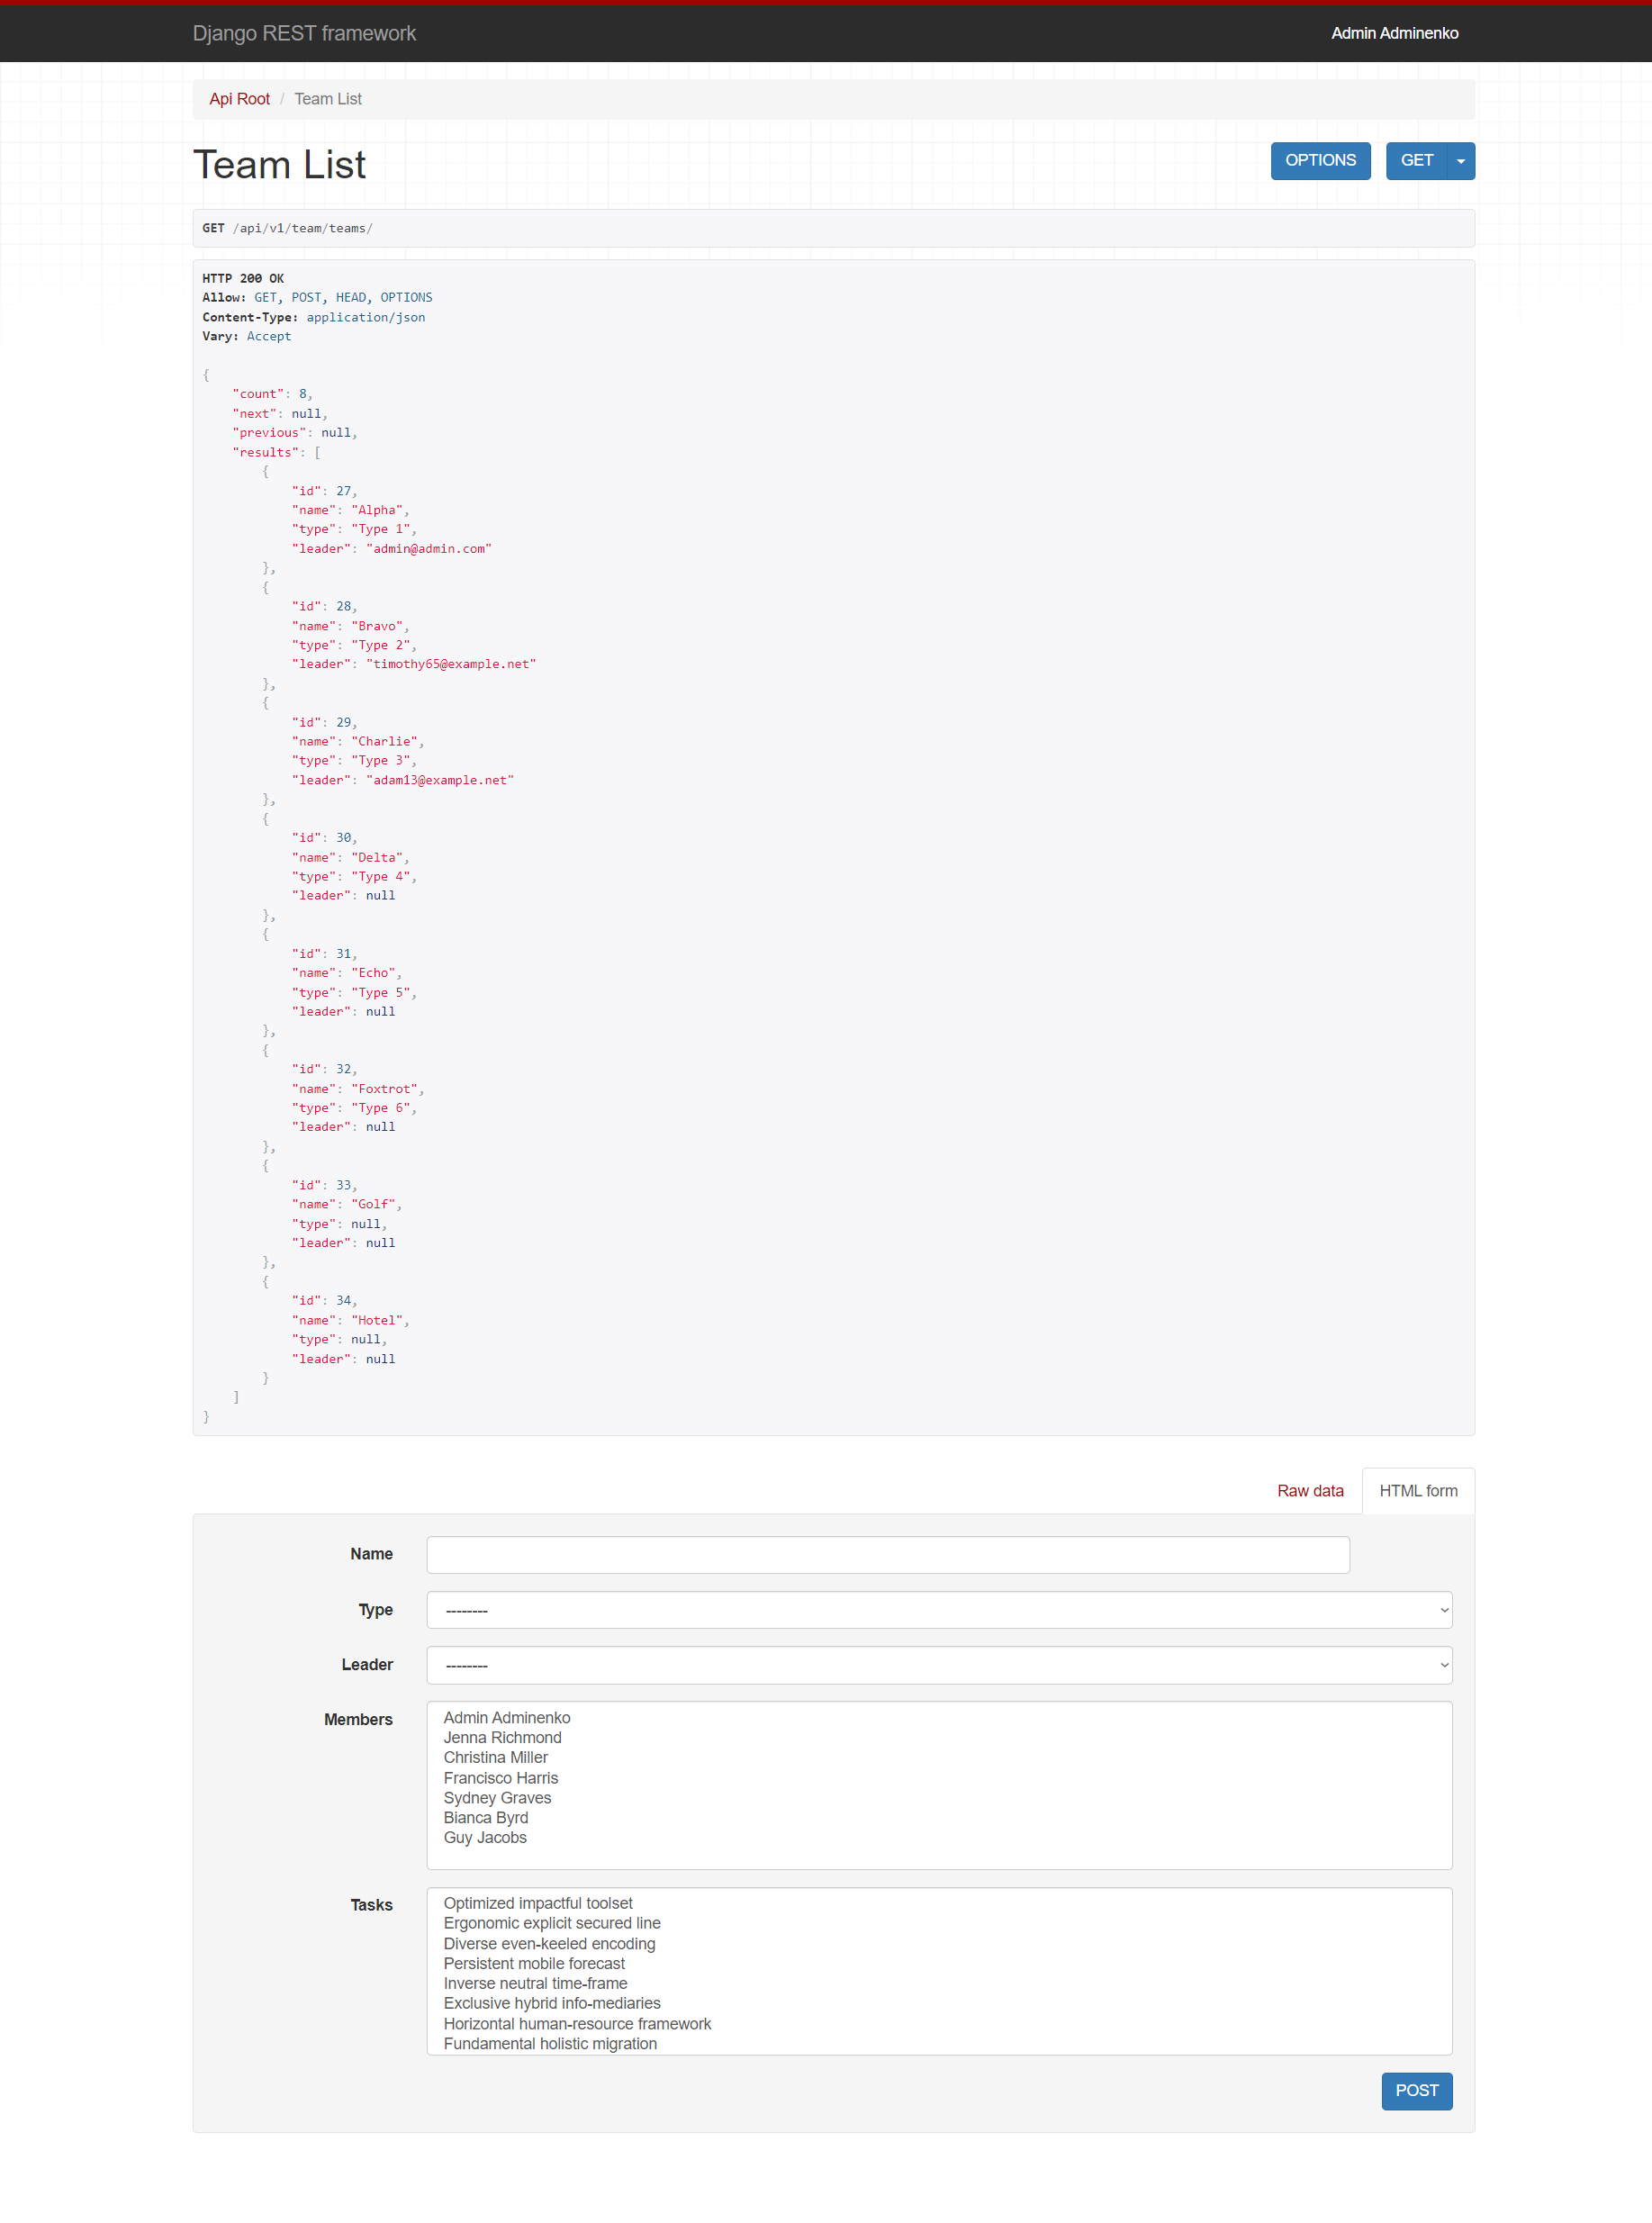 Django REST framework
Admin Adminenko
Api Root / Team List
Team List
OPTIONS
GET
GET /api/v1/team/teams/
HTTP 200 OK
Allow: GET, POST, HEAD, OPTIONS
Content-Type: application/json
Vary: Accept
{
    "count": 8,
    "next": null,
    "previous": null,
    "results": [
        {
            "id": 27,
            "name": "Alpha",
            "type": "Type 1",
            "leader": "admin@admin.com"
        },
        {
            "id": 28,
            "name": "Bravo",
            "type": "Type 2",
            "leader": "timothy65@example.net"
        },
        {
            "id": 29,
            "name": "Charlie",
            "type": "Type 3",
            "leader": "adam13@example.net"
        },
        {
            "id": 30,
            "name": "Delta",
            "type": "Type 4",
            "leader": null
        },
        {
            "id": 31,
            "name": "Echo",
            "type": "Type 5",
            "leader": null
        },
        {
            "id": 32,
            "name": "Foxtrot",
            "type": "Type 6",
            "leader": null
        },
        {
            "id": 33,
            "name": "Golf",
            "type": null,
            "leader": null
        },
        {
            "id": 34,
            "name": "Hotel",
            "type": null,
            "leader": null
        }
    ]
}
Raw data
HTML form
Name
Type
--------
Leader
--------
Members
Admin Adminenko
Jenna Richmond
Christina Miller
Francisco Harris
Sydney Graves
Bianca Byrd
Guy Jacobs
Tasks
Optimized impactful toolset
Ergonomic explicit secured line
Diverse even-keeled encoding
Persistent mobile forecast
Inverse neutral time-frame
Exclusive hybrid info-mediaries
Horizontal human-resource framework
Fundamental holistic migration
POST